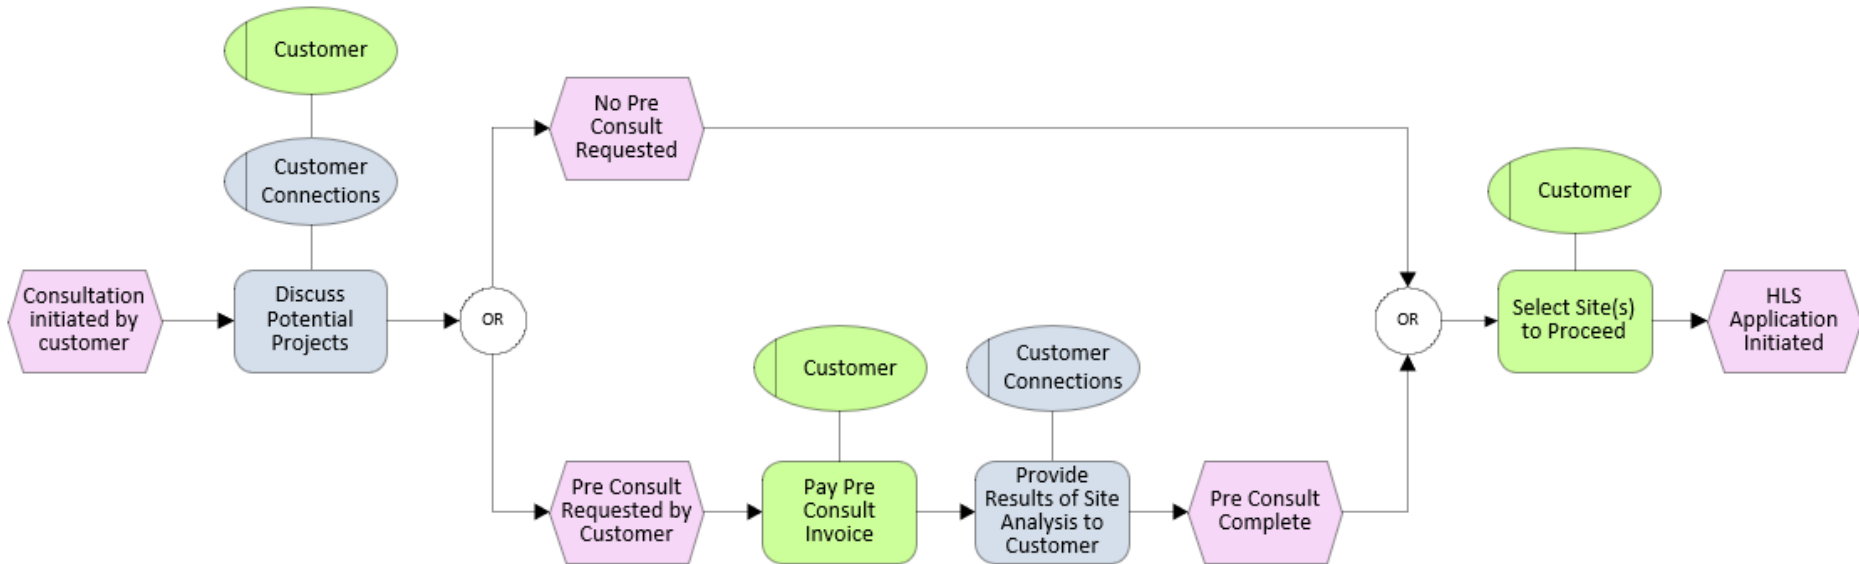 Customer
Customer
Connections
Consultation
initiated by
customer
Discuss
Potential
Projects
OR
No Pre
Consult
Requested
Pre Consult
Requested by
Customer
Customer
Pay Pre
Consult
Invoice
Customer
Connections
Provide
Results of Site
Analysis to
Customer
Pre Consult
Complete
OR
Customer
Select Site(s)
to Proceed
HLS
Application
Initiated